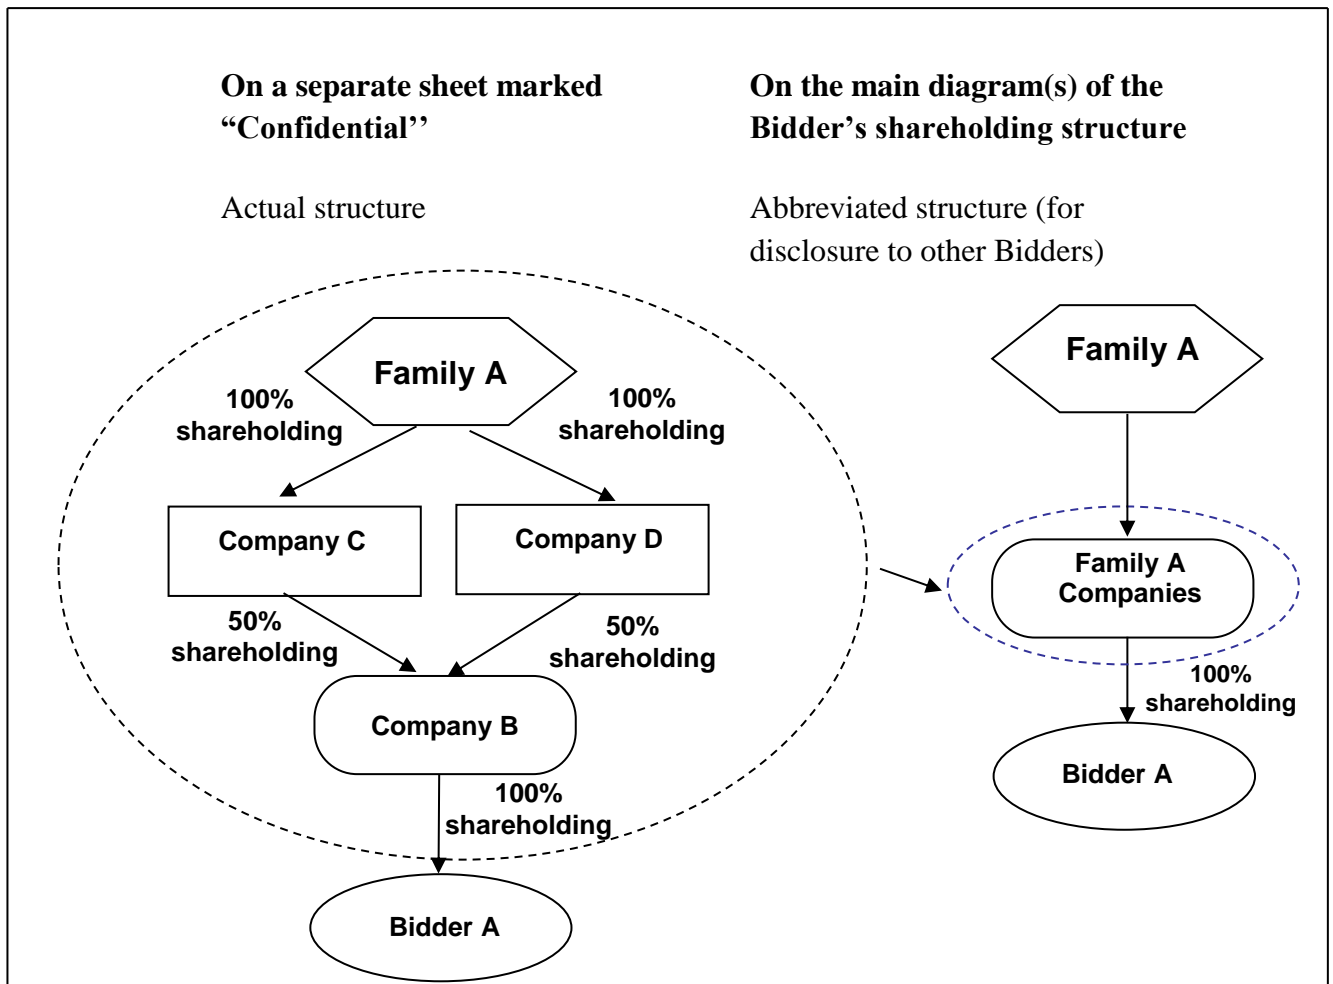 On a separate sheet marked
“Confidential’’
Actual structure
On the main diagram(s) of the
Bidder’s shareholding structure
Abbreviated structure (for
disclosure to other Bidders)
Family A
100%
shareholding
100%
shareholding
Company C
Company D
50%
shareholding
50%
shareholding
Company B
100%
shareholding
Bidder A
Family A
Family A
Companies
100%
shareholding
Bidder A